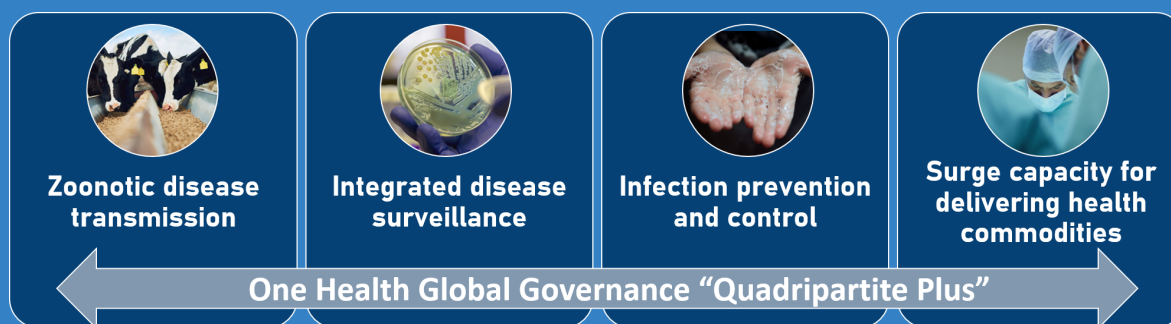 Zoonotic disease
transmission
Integrated disease
surveillance
Infection prevention
and control
Surge capacity for
delivering health
commodities
One Health Global Governance “Quadripartite Plus”